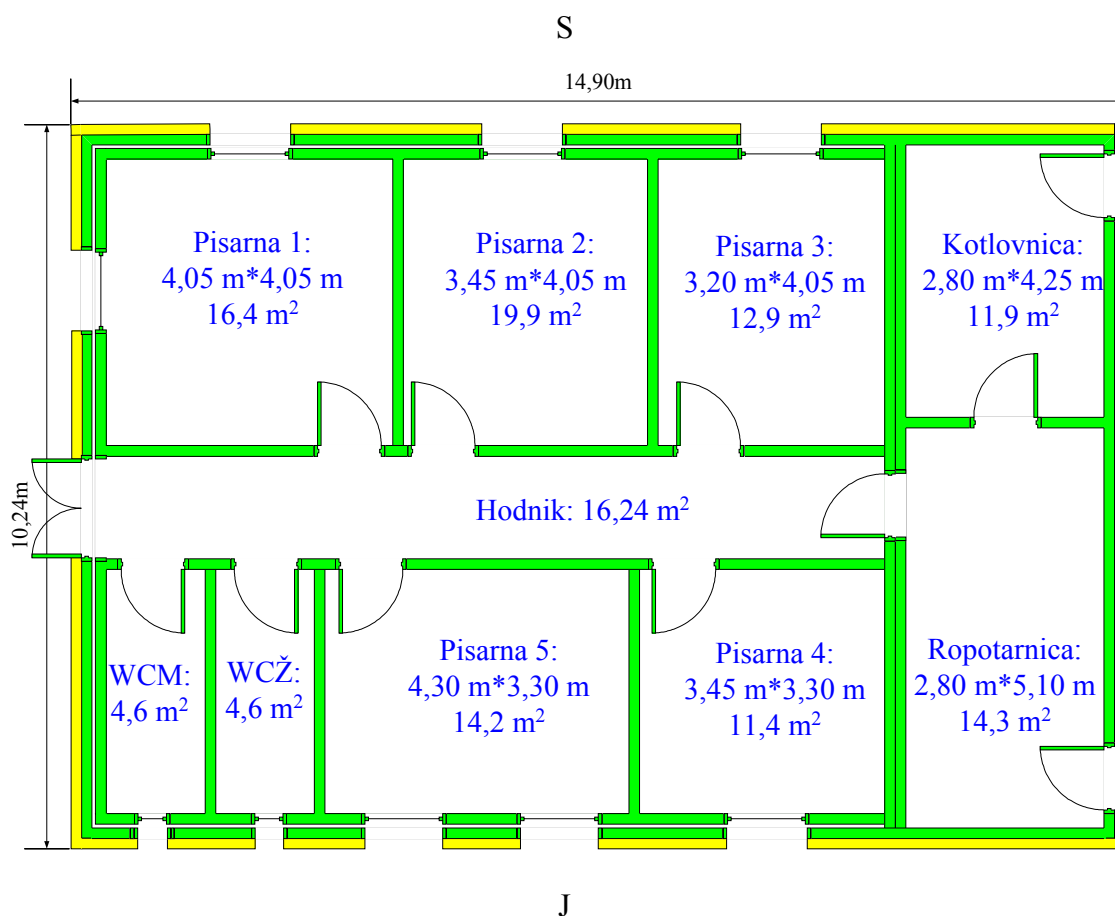 S
14,90m
Pisarna 1:
4,05 m*4,05 m
16,4 m²
Pisarna 2:
3,45 m*4,05 m
19,9 m²
Pisarna 3:
3,20 m*4,05 m
12,9 m²
Kotlovnica:
2,80 m*4,25 m
11,9 m²
10,24m
Hodnik: 16,24 m²
WCM:
4,6 m²
WCŽ:
4,6 m²
Pisarna 5:
4,30 m*3,30 m
14,2 m²
Pisarna 4:
3,45 m*3,30 m
11,4 m²
Ropotarnica:
2,80 m*5,10 m
14,3 m²
J